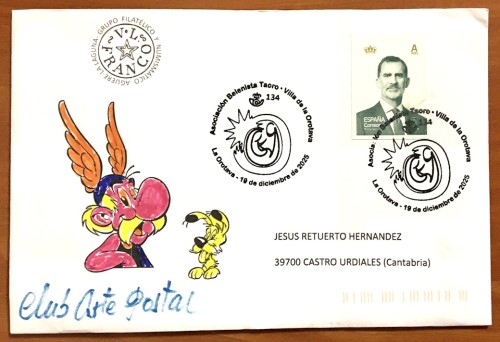 GRUPO FILATÉLICO Y NUMISMÁTICO AGUERE LA LAGUNA
V.L.S.O
FRANCO
A
ESPAÑA
Correos
Asociación Belenista Taoro · Villa de la Orotava
134
La Orotava - 19 de diciembre de 2025
Asociación Belenista Taoro · Villa de la Orotava
134
La Orotava - 19 de diciembre de 2025
JESUS RETUERTO HERNANDEZ
39700 CASTRO URDIALES (Cantabria)
Club Arte Postal